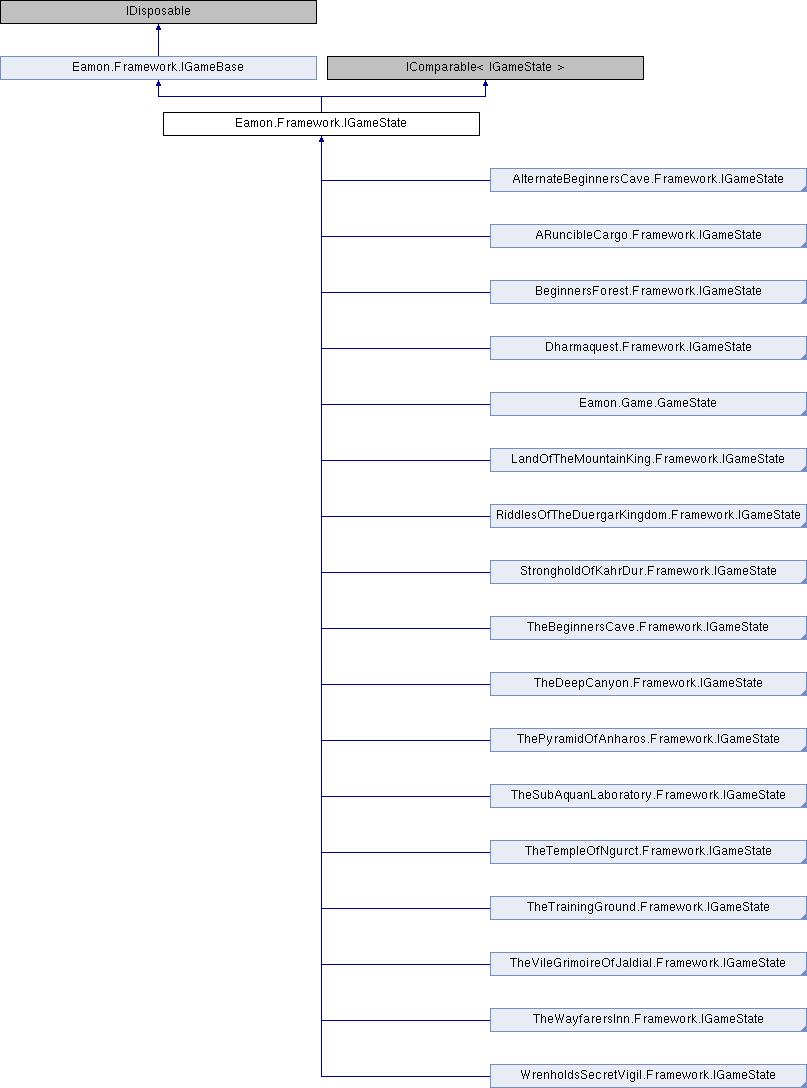 IDisposable
Eamon.Framework.IGameBase
IComparable< IGameState >
Eamon.Framework.IGameState
AlternateBeginnersCave.Framework.IGameState
ARuncibleCargo.Framework.IGameState
BeginnersForest.Framework.IGameState
Dharmaquest.Framework.IGameState
Eamon.Game.GameState
LandOfTheMountainKing.Framework.IGameState
RiddlesOfTheDuergarKingdom.Framework.IGameState
StrongholdOfKahrDur.Framework.IGameState
TheBeginnersCave.Framework.IGameState
TheDeepCanyon.Framework.IGameState
ThePyramidOfAnharos.Framework.IGameState
TheSubAquanLaboratory.Framework.IGameState
TheTempleOfNgurct.Framework.IGameState
TheTrainingGround.Framework.IGameState
TheVileGrimoireOfJaldial.Framework.IGameState
TheWayfarersInn.Framework.IGameState
WrenholdsSecretVigil.Framework.IGameState